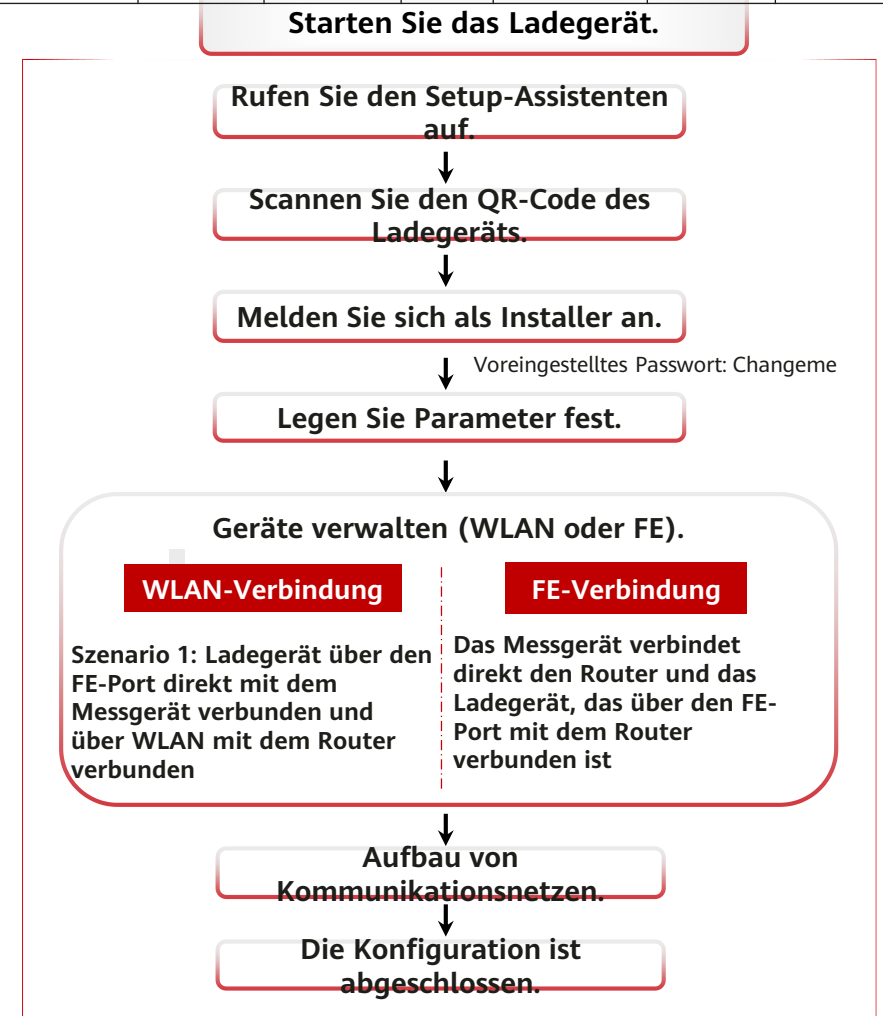 Starten Sie das Ladegerät.
Rufen Sie den Setup-Assistenten
auf.
Scannen Sie den QR-Code des
Ladegeräts.
Melden Sie sich als Installer an.
Voreingestelltes Passwort: Changeme
Legen Sie Parameter fest.
Geräte verwalten (WLAN oder FE).
WLAN-Verbindung
Szenario 1: Ladegerät über den
FE-Port direkt mit dem
Messgerät verbunden und
über WLAN mit dem Router
verbunden
FE-Verbindung
Das Messgerät verbindet
direkt den Router und das
Ladegerät, das über den FE-
Port mit dem Router
verbunden ist
Aufbau von
Kommunikationsnetzen.
Die Konfiguration ist
abgeschlossen.